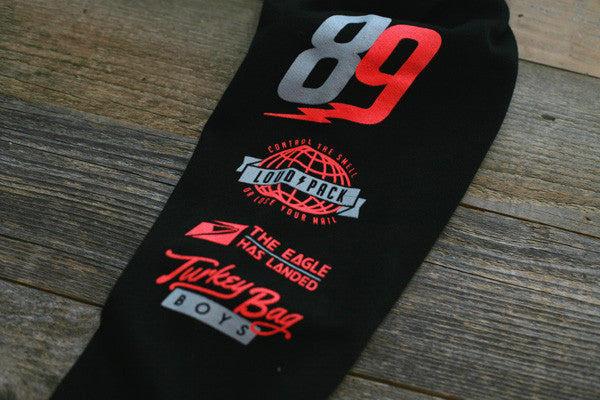 89
CONTROL THE SMELL
LOUD PACK
OR LOSE YOUR MAIL
THE EAGLE
HAS LANDED
Turkey Bag
BOYS